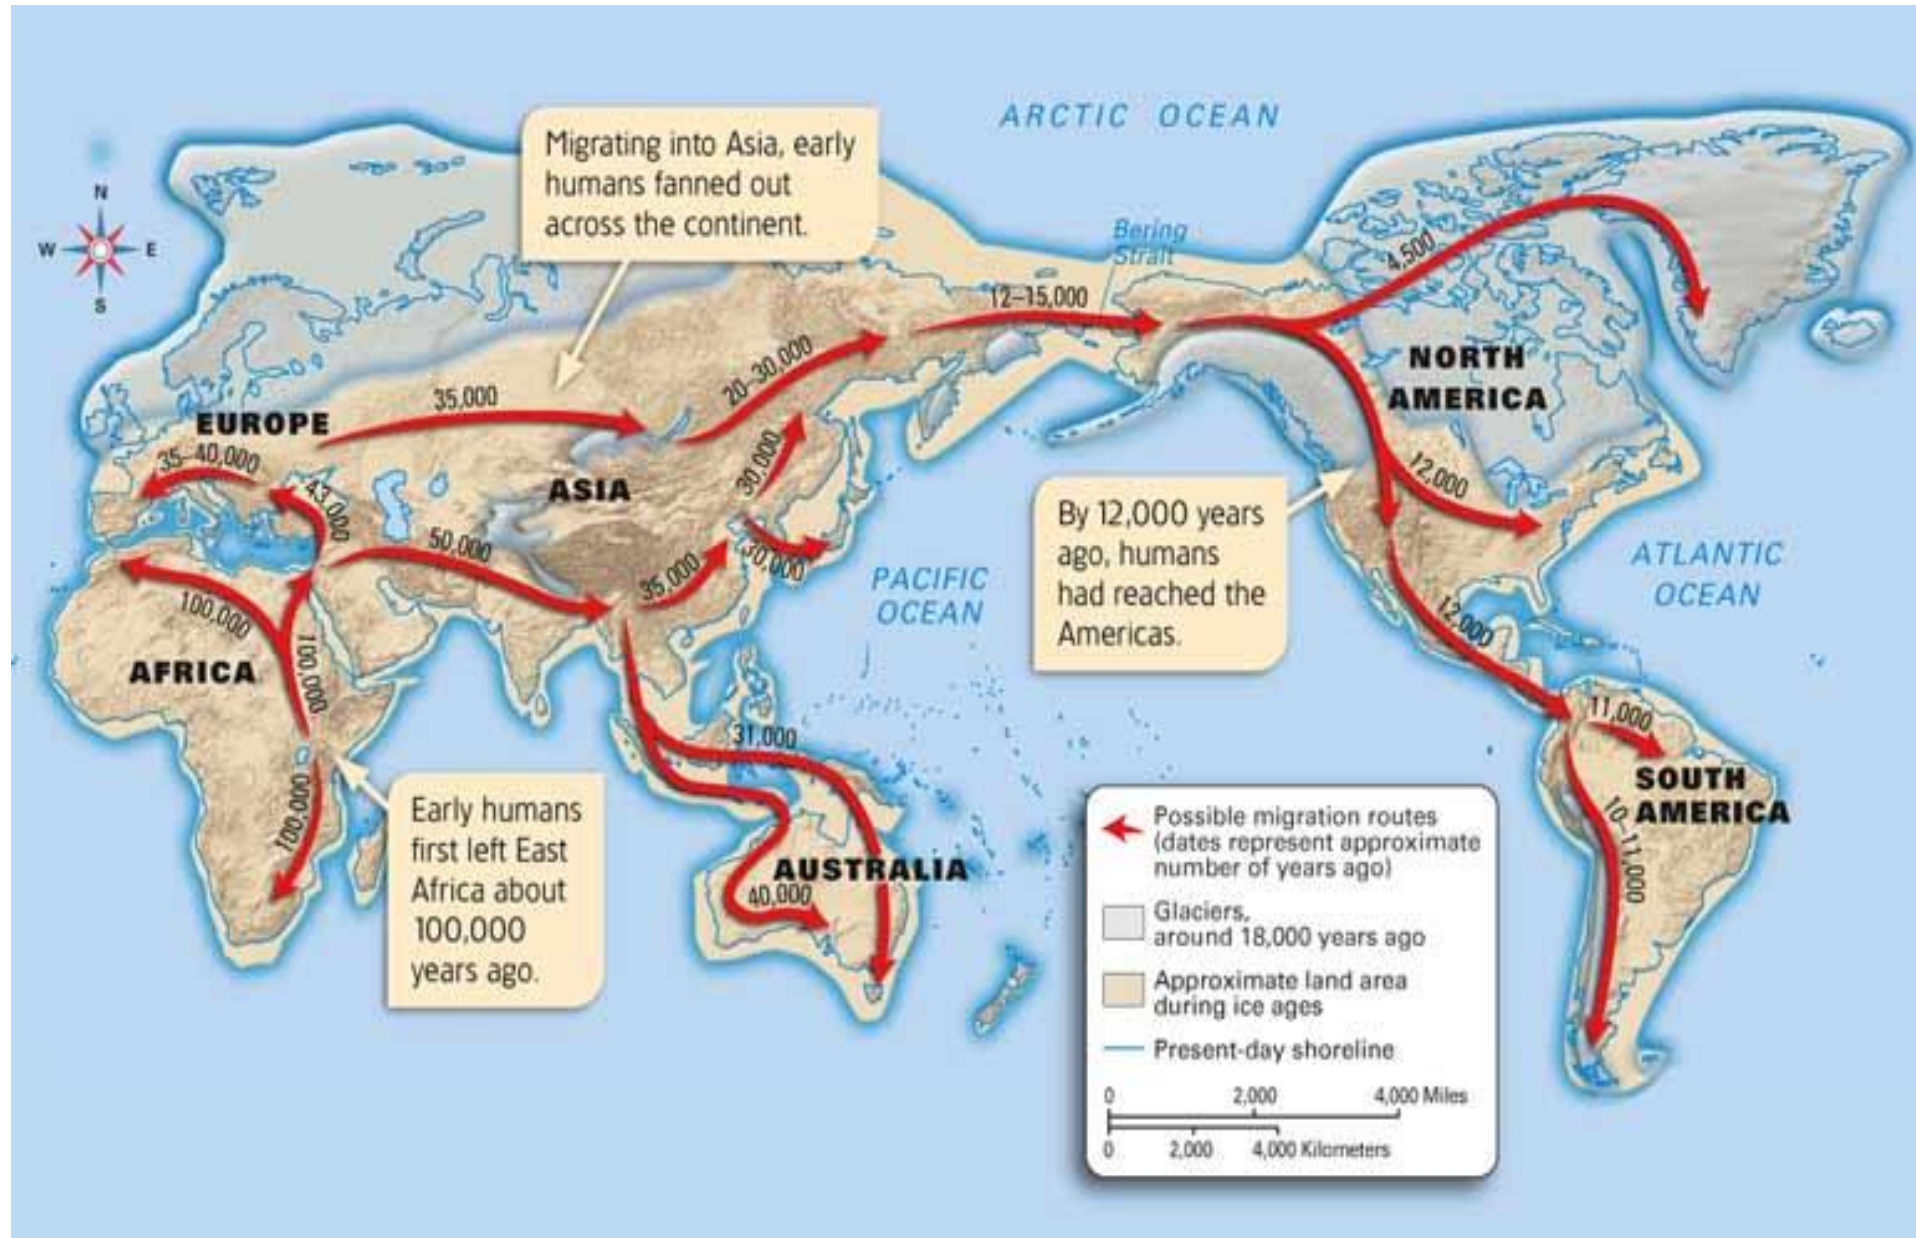 ARCTIC OCEAN
Migrating into Asia, early
humans fanned out
across the continent.
N
W
E
S
Bering
Strait
4,500
12–15,000
20–30,000
NORTH
AMERICA
35,000
EUROPE
35–40,000
43,000
ASIA
30,000
12,000
By 12,000 years
ago, humans
had reached the
Americas.
50,000
30,000
35,000
PACIFIC
OCEAN
ATLANTIC
OCEAN
100,000
100,000
12,000
AFRICA
31,000
11,000
SOUTH
AMERICA
10–11,000
100,000
Early humans
first left East
Africa about
100,000
years ago.
AUSTRALIA
40,000
Possible migration routes
(dates represent approximate
number of years ago)
Glaciers,
around 18,000 years ago
Approximate land area
during ice ages
Present-day shoreline
0 2,000 4,000 Miles
0 2,000 4,000 Kilometers